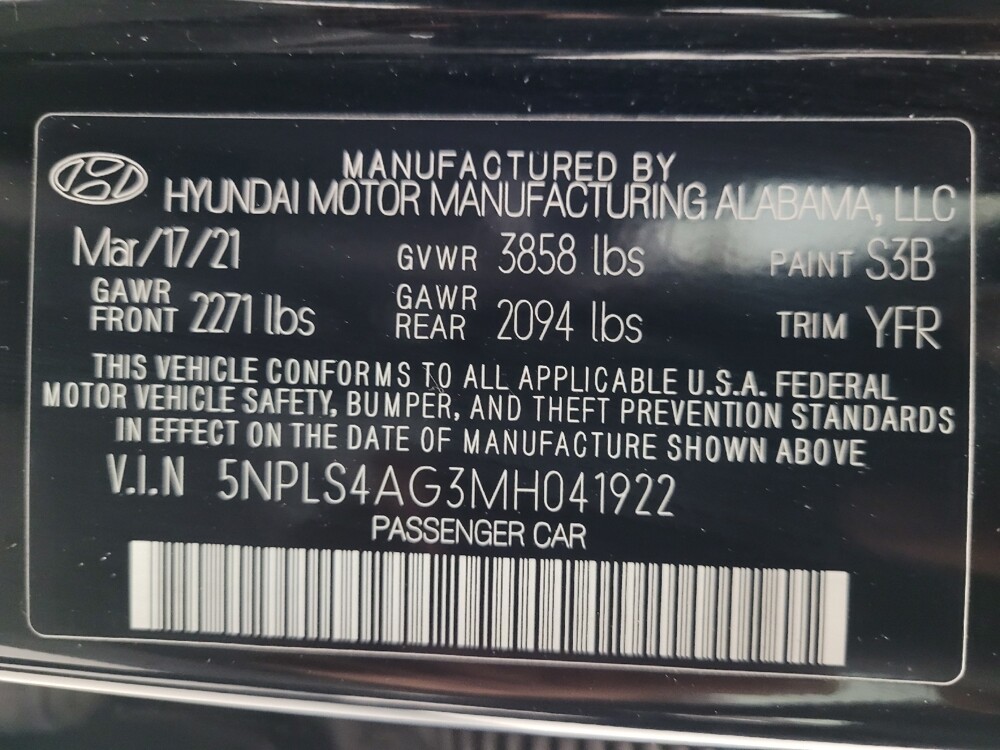 MANUFACTURED BY
HYUNDAI MOTOR MANUFACTURING ALABAMA, LLC
Mar/17/21 GVWR 3858 lbs PAINT S3B
GAWR FRONT 2271 lbs GAWR REAR 2094 lbs TRIM YFR
THIS VEHICLE CONFORMS TO ALL APPLICABLE U.S.A. FEDERAL
MOTOR VEHICLE SAFETY, BUMPER, AND THEFT PREVENTION STANDARDS
IN EFFECT ON THE DATE OF MANUFACTURE SHOWN ABOVE
V.I.N 5NPLS4AG3MH041922
PASSENGER CAR